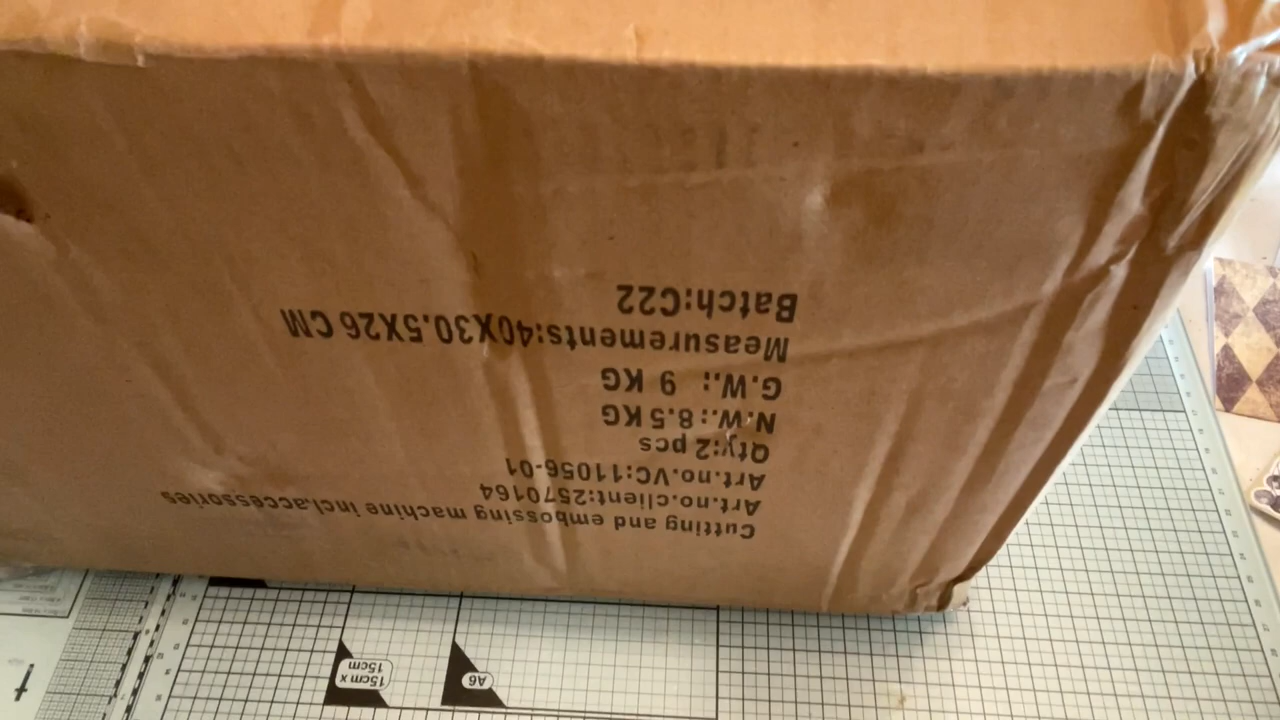 Cutting and embossing machine incl.accessories
Art.no.client:2570164
Art.no.VC:11056-01
Qty:2 pcs
N.W.:8.5 KG
G.W.: 9 KG
Measurements:40X30.5X26 CM
Batch:C22
A6
15cm x
15cm